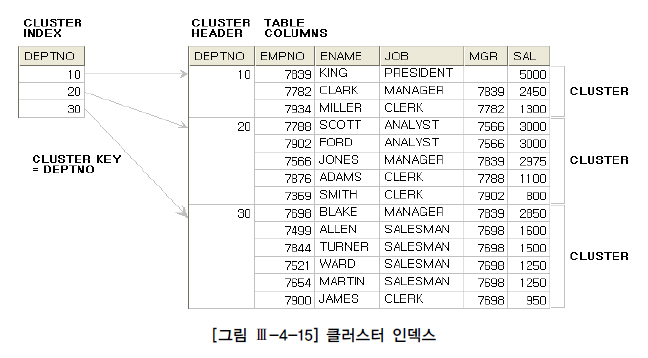 CLUSTER INDEX
CLUSTER HEADER
TABLE COLUMNS
DEPTNO
10
20
30
CLUSTER KEY
= DEPTNO
DEPTNO EMPNO ENAME JOB MGR SAL
10 7839 KING PRESIDENT 5000
7782 CLARK MANAGER 7839 2450
7934 MILLER CLERK 7782 1300
CLUSTER
20 7788 SCOTT ANALYST 7566 3000
7902 FORD ANALYST 7566 3000
7566 JONES MANAGER 7839 2975
7876 ADAMS CLERK 7788 1100
7369 SMITH CLERK 7902 800
CLUSTER
30 7698 BLAKE MANAGER 7839 2850
7499 ALLEN SALESMAN 7698 1600
7844 TURNER SALESMAN 7698 1500
7521 WARD SALESMAN 7698 1250
7654 MARTIN SALESMAN 7698 1250
7900 JAMES CLERK 7698 950
CLUSTER
[그림 Ⅲ-4-15] 클러스터 인덱스